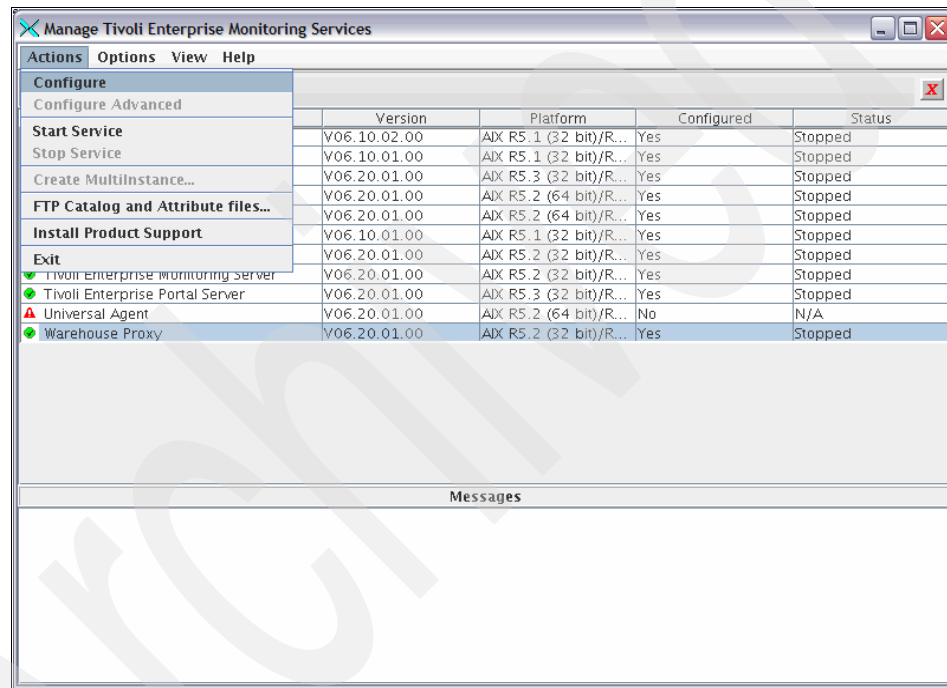 Manage Tivoli Enterprise Monitoring Services
Actions Options View Help
Configure
Configure Advanced
Start Service
Stop Service
Create MultiInstance...
FTP Catalog and Attribute files...
Install Product Support
Exit
Version Platform Configured Status
V06.10.02.00 AIX R5.1 (32 bit)/R... Yes Stopped
V06.10.01.00 AIX R5.1 (32 bit)/R... Yes Stopped
V06.20.01.00 AIX R5.3 (32 bit)/R... Yes Stopped
V06.20.01.00 AIX R5.2 (64 bit)/R... Yes Stopped
V06.20.01.00 AIX R5.2 (64 bit)/R... Yes Stopped
V06.10.01.00 AIX R5.1 (32 bit)/R... Yes Stopped
V06.20.01.00 AIX R5.2 (32 bit)/R... Yes Stopped
Tivoli Enterprise Monitoring Server V06.20.01.00 AIX R5.2 (32 bit)/R... Yes Stopped
Tivoli Enterprise Portal Server V06.20.01.00 AIX R5.3 (32 bit)/R... Yes Stopped
Universal Agent V06.20.01.00 AIX R5.2 (64 bit)/R... No N/A
Warehouse Proxy V06.20.01.00 AIX R5.2 (32 bit)/R... Yes Stopped
Messages